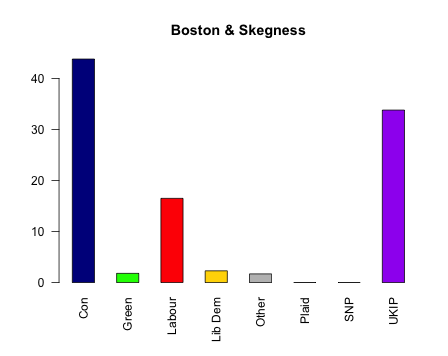 Boston & Skegness
40
30
20
10
0
Con
Green
Labour
Lib Dem
Other
Plaid
SNP
UKIP